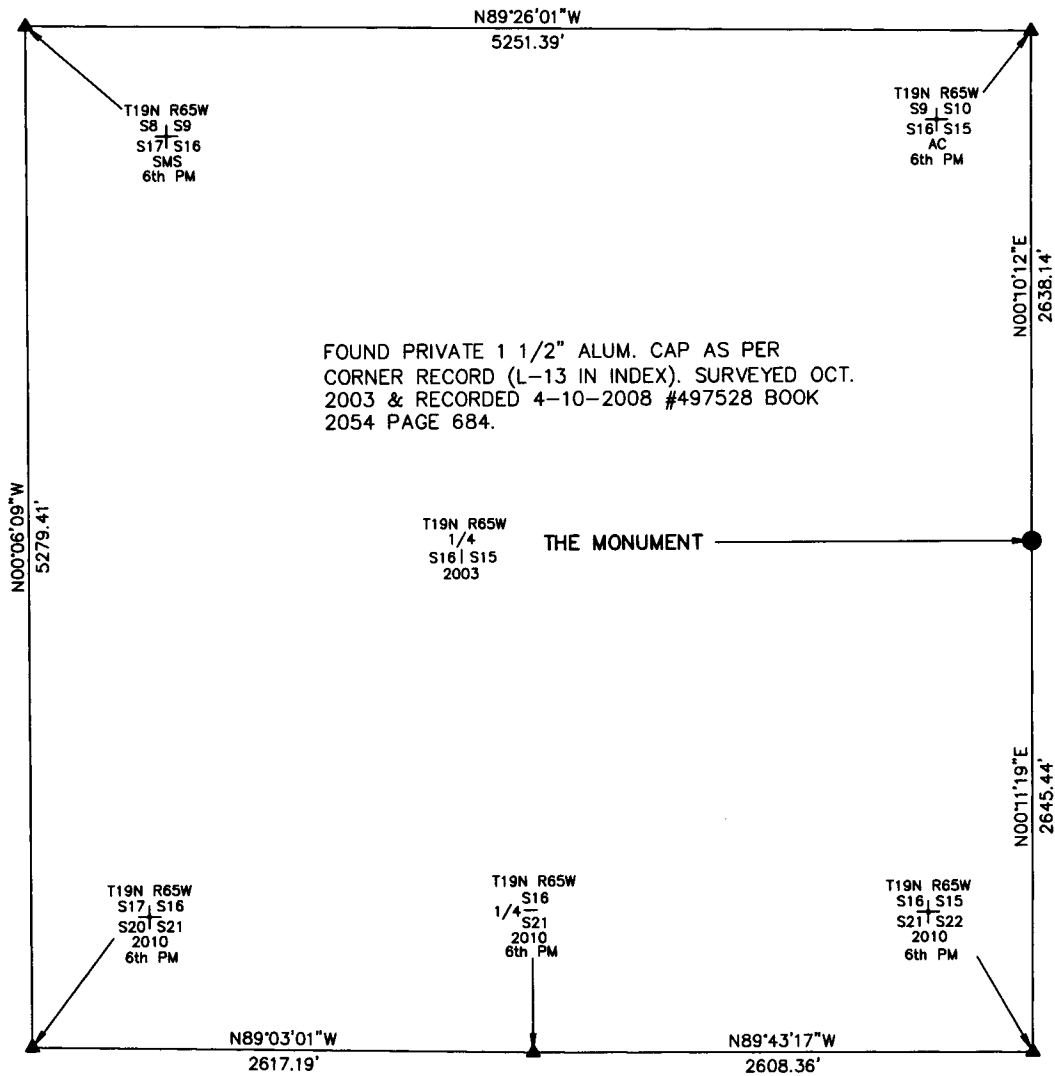 N89°26'01"W
5251.39'
T19N R65W
S8 S9
S17 S16
SMS
6th PM
T19N R65W
S9 S10
S16 S15
AC
6th PM
N00°10'12"E
2638.14'
FOUND PRIVATE 1 1/2" ALUM. CAP AS PER
CORNER RECORD (L-13 IN INDEX). SURVEYED OCT.
2003 & RECORDED 4-10-2008 #497528 BOOK
2054 PAGE 684.
N00°06'09"W
5279.41'
T19N R65W
1/4
S16 S15
2003
THE MONUMENT
N00°11'19"E
2645.44'
T19N R65W
S17 S16
S20 S21
2010
6th PM
T19N R65W
S16
1/4
S21
2010
6th PM
T19N R65W
S16 S15
S21 S22
2010
6th PM
N89°03'01"W
2617.19'
N89°43'17"W
2608.36'